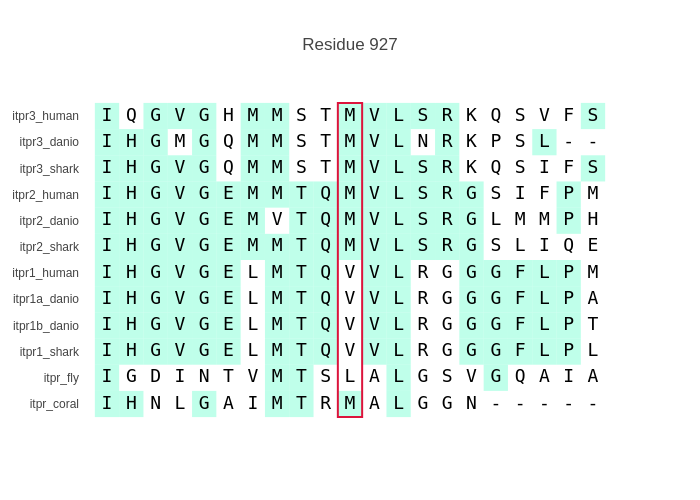 Residue 927
itpr3_human I Q G V G H M M S T M V L S R K Q S V F S
itpr3_danio I H G M G Q M M S T M V L N R K P S L - -
itpr3_shark I H G V G Q M M S T M V L S R K Q S I F S
itpr2_human I H G V G E M M T Q M V L S R G S I F P M
itpr2_danio I H G V G E M V T Q M V L S R G L M M P H
itpr2_shark I H G V G E M M T Q M V L S R G S L I Q E
itpr1_human I H G V G E L M T Q V V L R G G G F L P M
itpr1a_danio I H G V G E L M T Q V V L R G G G F L P A
itpr1b_danio I H G V G E L M T Q V V L R G G G F L P T
itpr1_shark I H G V G E L M T Q V V L R G G G F L P L
itpr_fly I G D I N T V M T S L A L G S V G Q A I A
itpr_coral I H N L G A I M T R M A L G G N - - - - -